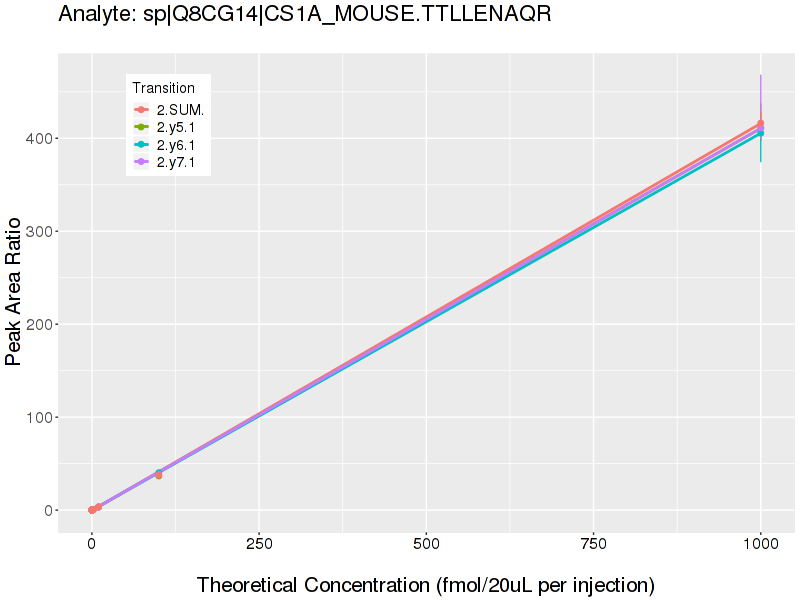 Analyte: sp|Q8CG14|CS1A_MOUSE.TTLLENAQR
Transition
2.SUM.
2.y5.1
2.y6.1
2.y7.1
Peak Area Ratio
400
300
200
100
0
0 250 500 750 1000
Theoretical Concentration (fmol/20uL per injection)